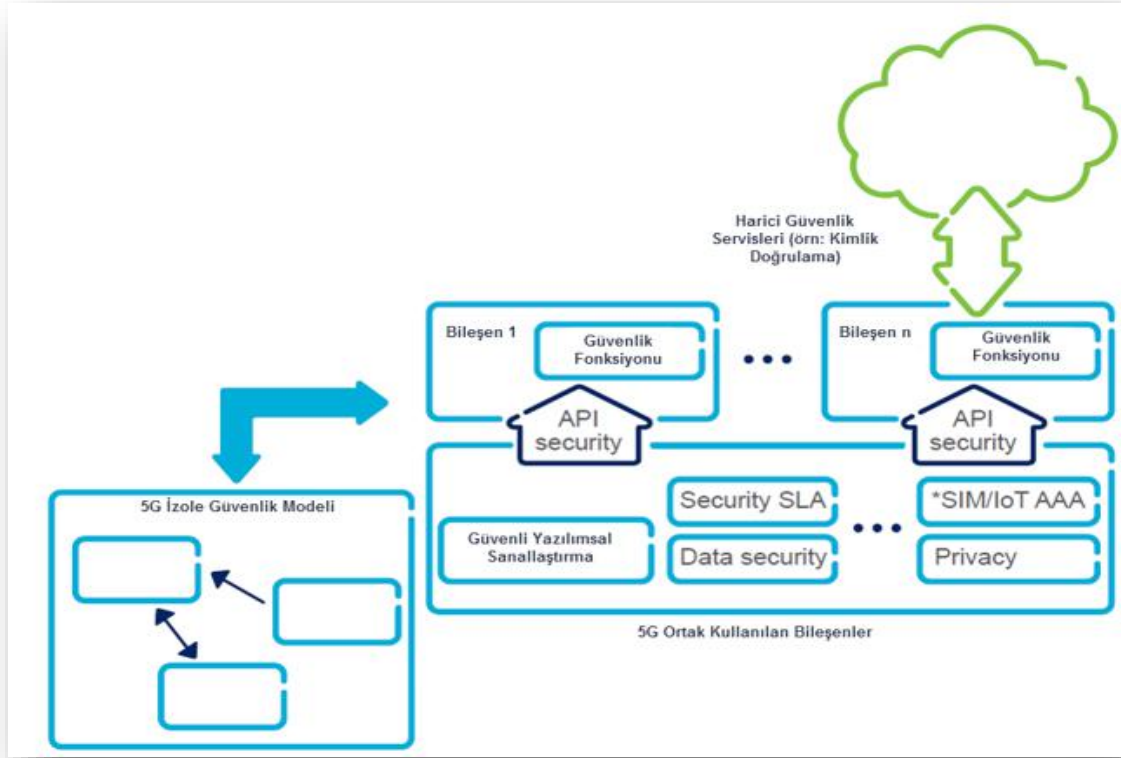 Harici Güvenlik
Servisleri (örn: Kimlik
Doğrulama)
Bileşen 1
Güvenlik
Fonksiyonu
Bileşen n
Güvenlik
Fonksiyonu
API
security
API
security
5G İzole Güvenlik Modeli
Güvenli Yazılımsal
Sanallaştırma
Security SLA
*SIM/IoT AAA
Data security
Privacy
5G Ortak Kullanılan Bileşenler